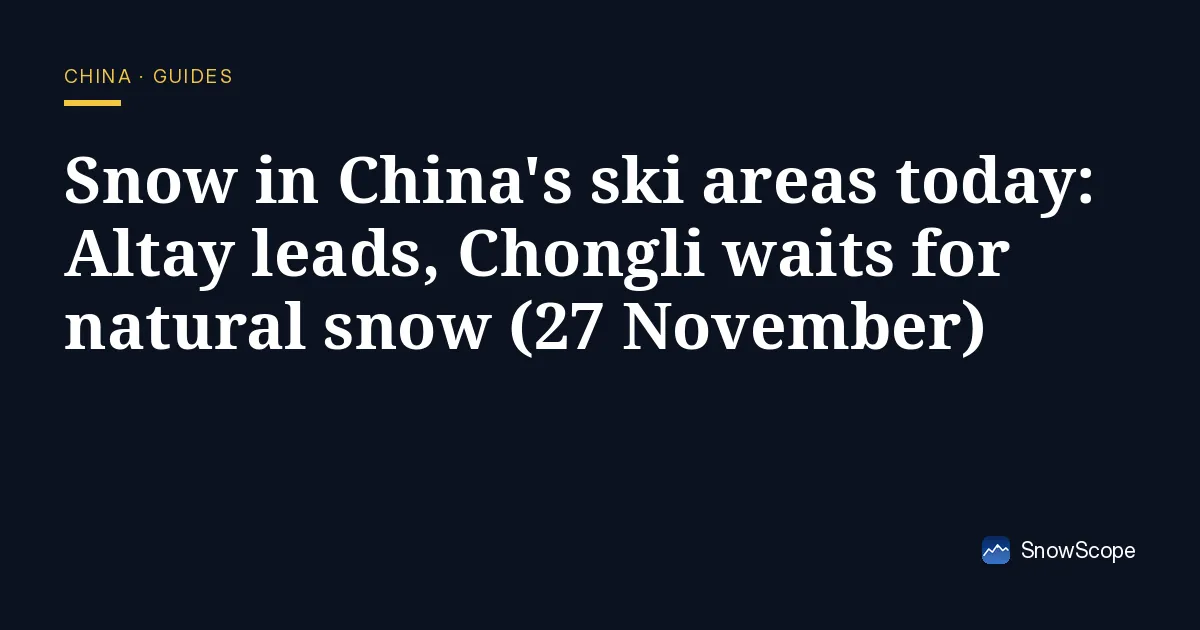 CHINA · GUIDES
Snow in China's ski areas today:
Altay leads, Chongli waits for
natural snow (27 November)
SnowScope